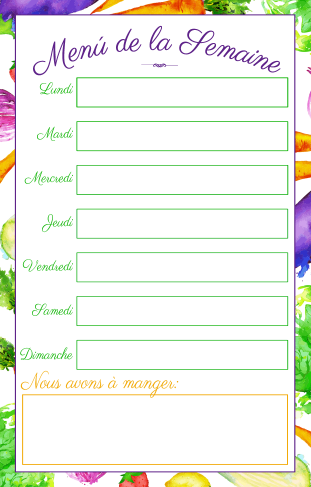 Menú de la Semaine
Lundi
Mardi
Mercredi
Jeudi
Vendredi
Samedi
Dimanche
Nous avons à manger: